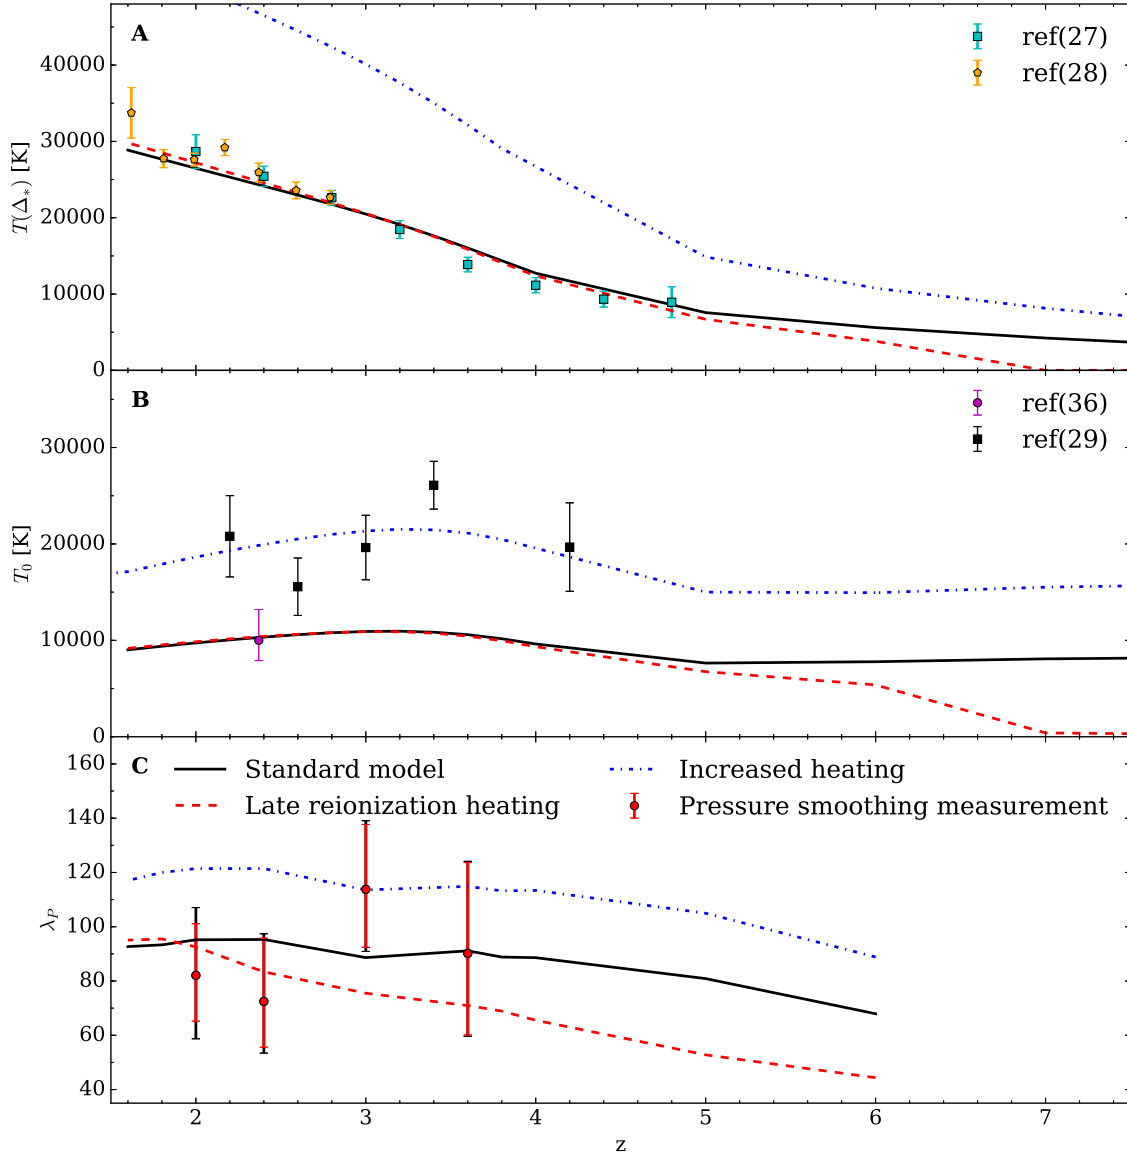 A
ref(27)
ref(28)
T(Δ*) [K]
40000
30000
20000
10000
0
B
ref(36)
ref(29)
T0 [K]
30000
20000
10000
0
C
Standard model
Increased heating
Late reionization heating
Pressure smoothing measurement
λP
160
140
120
100
80
60
40
2 3 4 5 6 7
z